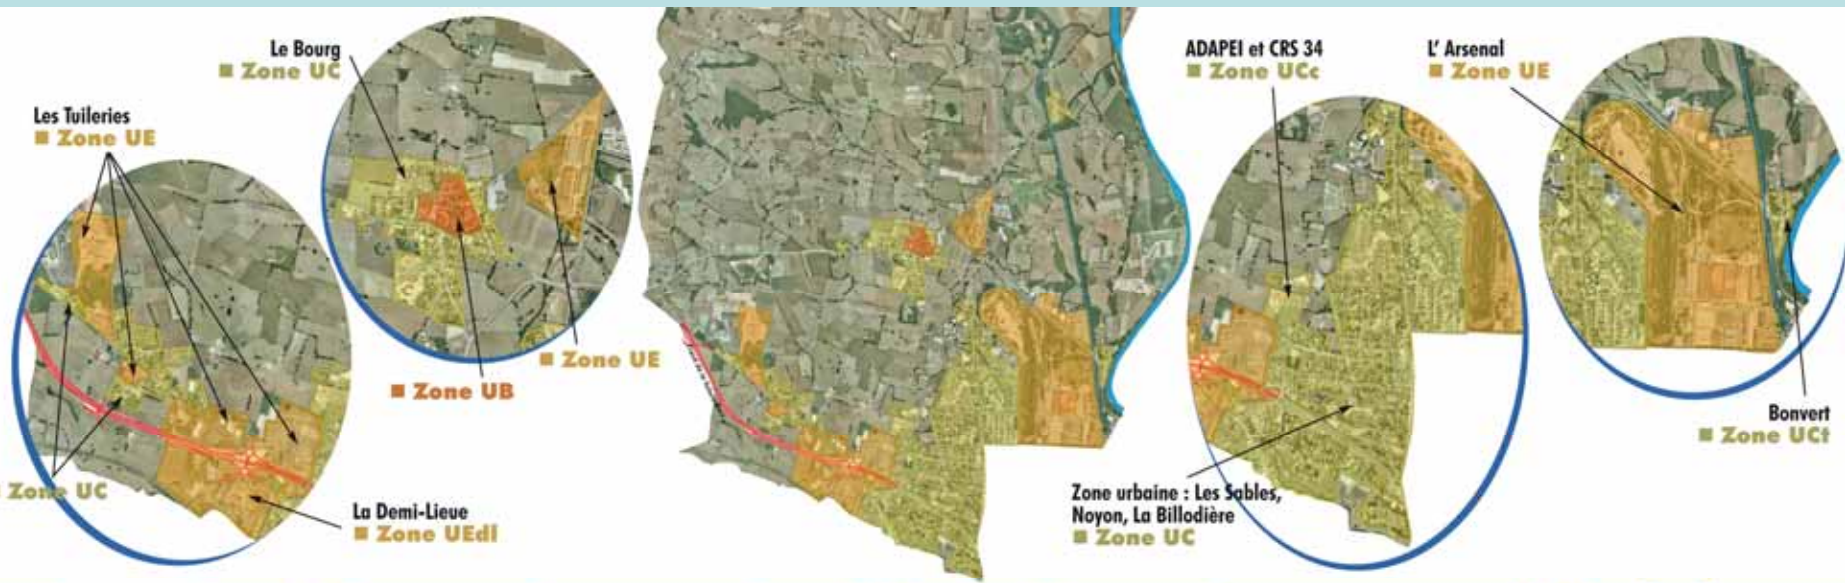 Le Bourg
■ Zone UC
Les Tuileries
■ Zone UE
■ Zone UB
■ Zone UE
Zone UC
La Demi-Lieue
■ Zone UEdl
ADAPEI et CRS 34
■ Zone UCc
L' Arsenal
■ Zone UE
Zone urbaine : Les Sables,
Noyon, La Billodière
■ Zone UC
Bonvert
■ Zone UCt